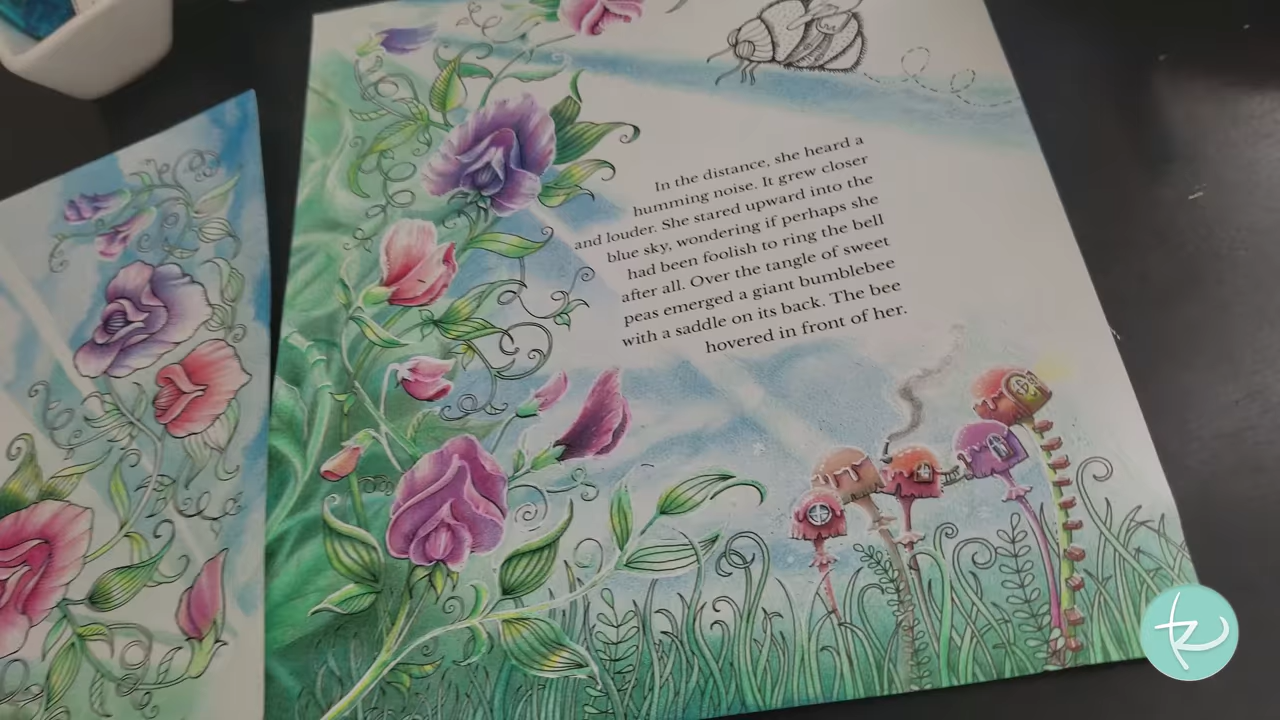 In the distance, she heard a
humming noise. It grew closer
and louder. She stared upward into the
blue sky, wondering if perhaps she
had been foolish to ring the bell
after all. Over the tangle of sweet
peas emerged a giant bumblebee
with a saddle on its back. The bee
hovered in front of her.